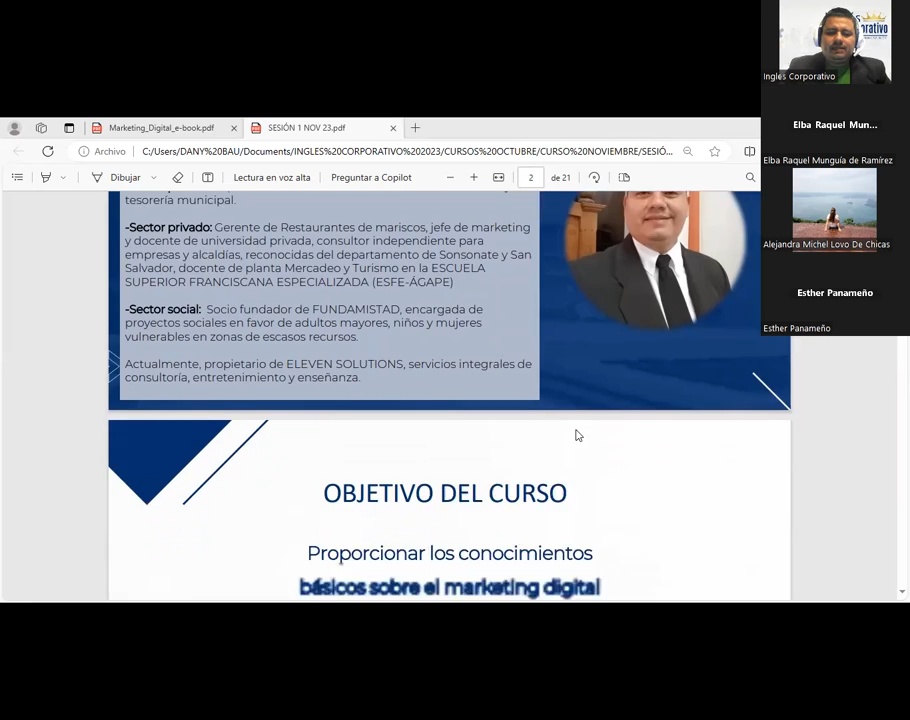 orativo
Ingles Corporativo
Elba Raquel Mun...
Elba Raquel Munguía de Ramírez
Alejandra Michel Lovo De Chicas
Esther Panameño
Esther Panameño
Marketing_Digital_e-book.pdf
SESIÓN 1 NOV 23.pdf
Archivo
C:/Users/DANY%20BAU/Documents/INGLES%20CORPORATIVO%202023/CURSOS%20OCTUBRE/CURSO%20NOVIEMBRE/SESIÓ...
Dibujar
Lectura en voz alta
Preguntar a Copilot
2
de 21
tesorería municipal.
-Sector privado: Gerente de Restaurantes de mariscos, jefe de marketing
y docente de universidad privada, consultor independiente para
empresas y alcaldías, reconocidas del departamento de Sonsonate y San
Salvador, docente de planta Mercadeo y Turismo en la ESCUELA
SUPERIOR FRANCISCANA ESPECIALIZADA (ESFE-ÁGAPE)
-Sector social: Socio fundador de FUNDAMISTAD, encargada de
proyectos sociales en favor de adultos mayores, niños y mujeres
vulnerables en zonas de escasos recursos.
Actualmente, propietario de ELEVEN SOLUTIONS, servicios integrales de
consultoría, entretenimiento y enseñanza.
OBJETIVO DEL CURSO
Proporcionar los conocimientos
básicos sobre el marketing digital